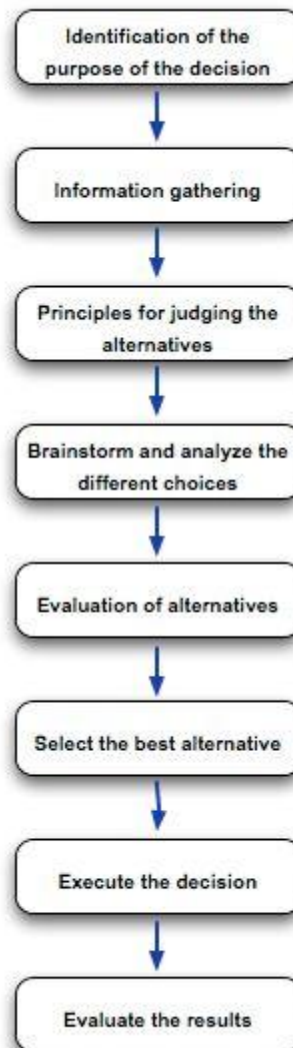 Identification of the
purpose of the decision
Information gathering
Principles for judging the
alternatives
Brainstorm and analyze the
different choices
Evaluation of alternatives
Select the best alternative
Execute the decision
Evaluate the results